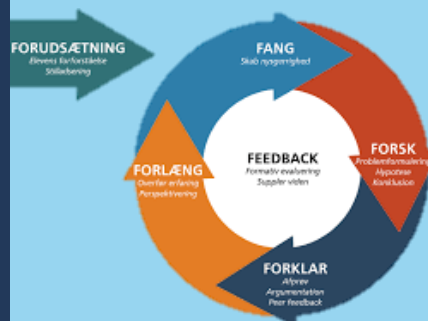 FORUDSÆTNING
Elevens forforståelse
Stilladsering
FANG
Skab nysgerrighed
FORSK
Problemformulering
Hypotese
Konklusion
FORKLAR
Afprøv
Argumentation
Peer feedback
FORLÆNG
Overfør erfaring
Perspektivering
FEEDBACK
Formativ evaluering
Suppler viden